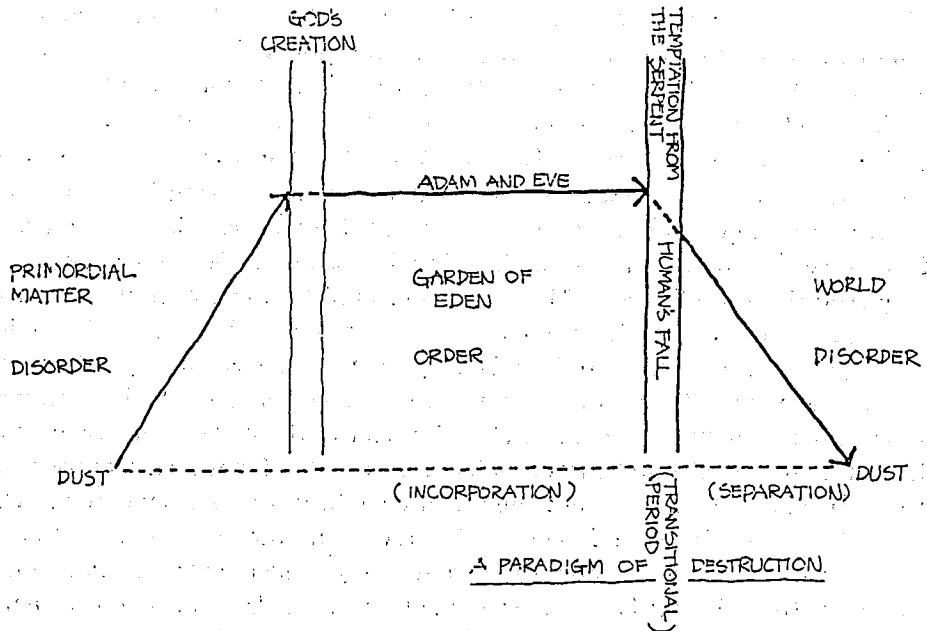 GOD'S
CREATION
TEMPTATION FROM
THE SERPENT
ADAM AND EVE
PRIMORDIAL
MATTER
DISORDER
GARDEN OF
EDEN
ORDER
HUMAN'S FALL
WORLD
DISORDER
DUST
DUST
(INCORPORATION)
(TRANSITIONAL
PERIOD)
(SEPARATION)
A PARADIGM OF DESTRUCTION